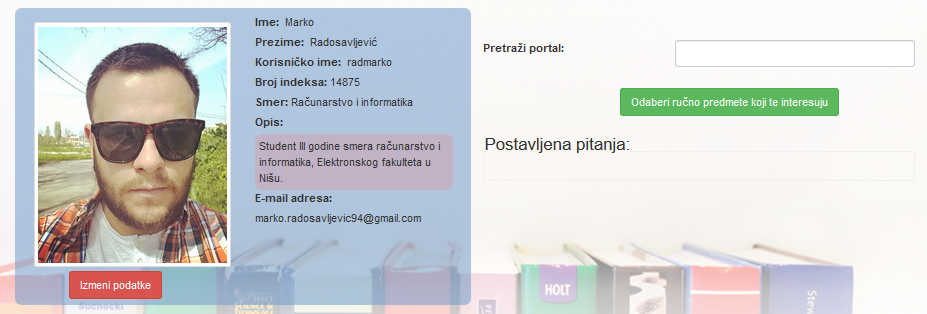 Ime: Marko
Prezime: Radosavljević
Korisničko ime: radmarko
Broj indeksa: 14875
Smer: Računarstvo i informatika
Opis:
Student III godine smera računarstvo i
informatika, Elektronskog fakulteta u
Nišu.
E-mail adresa:
marko.radosavljevic94@gmail.com
Izmeni podatke
Pretraži portal:
Odaberi ručno predmete koji te interesuju
Postavljena pitanja:
Suchocki
HOLT
HOLT